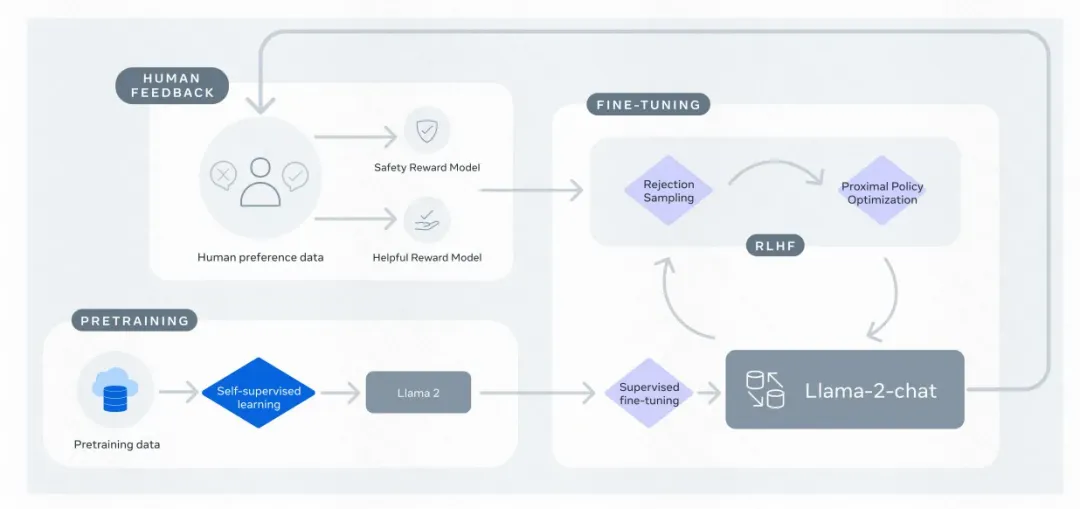 HUMAN
FEEDBACK
Safety Reward Model
Human preference data
Helpful Reward Model
FINE-TUNING
Rejection
Sampling
Proximal Policy
Optimization
RLHF
PRETRAINING
Pretraining data
Self-supervised
learning
Llama 2
Supervised
fine-tuning
Llama-2-chat